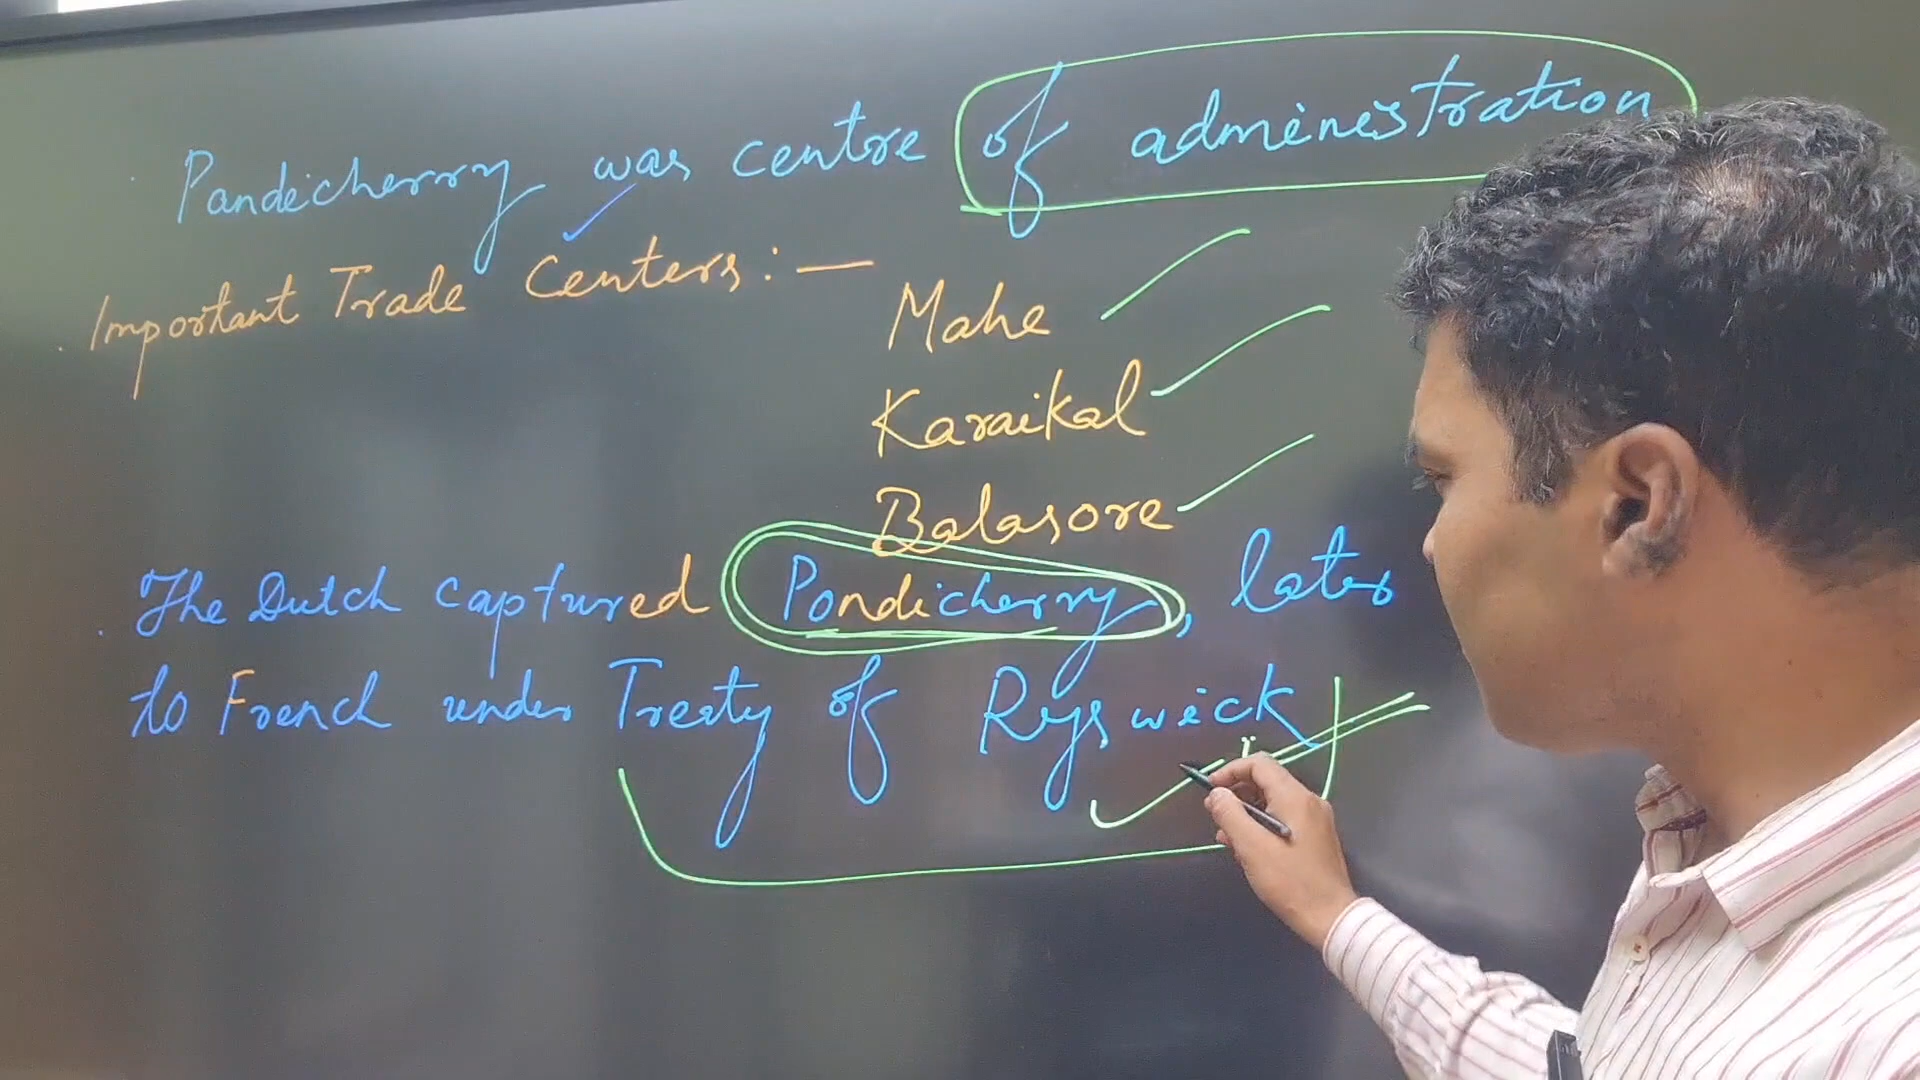 Pandicherry was centre of administration
Important Trade Centers : —
Mahe
Karaikal
Balasore
The Dutch captured Pondicherry, later
to French under Treaty of Ryswick